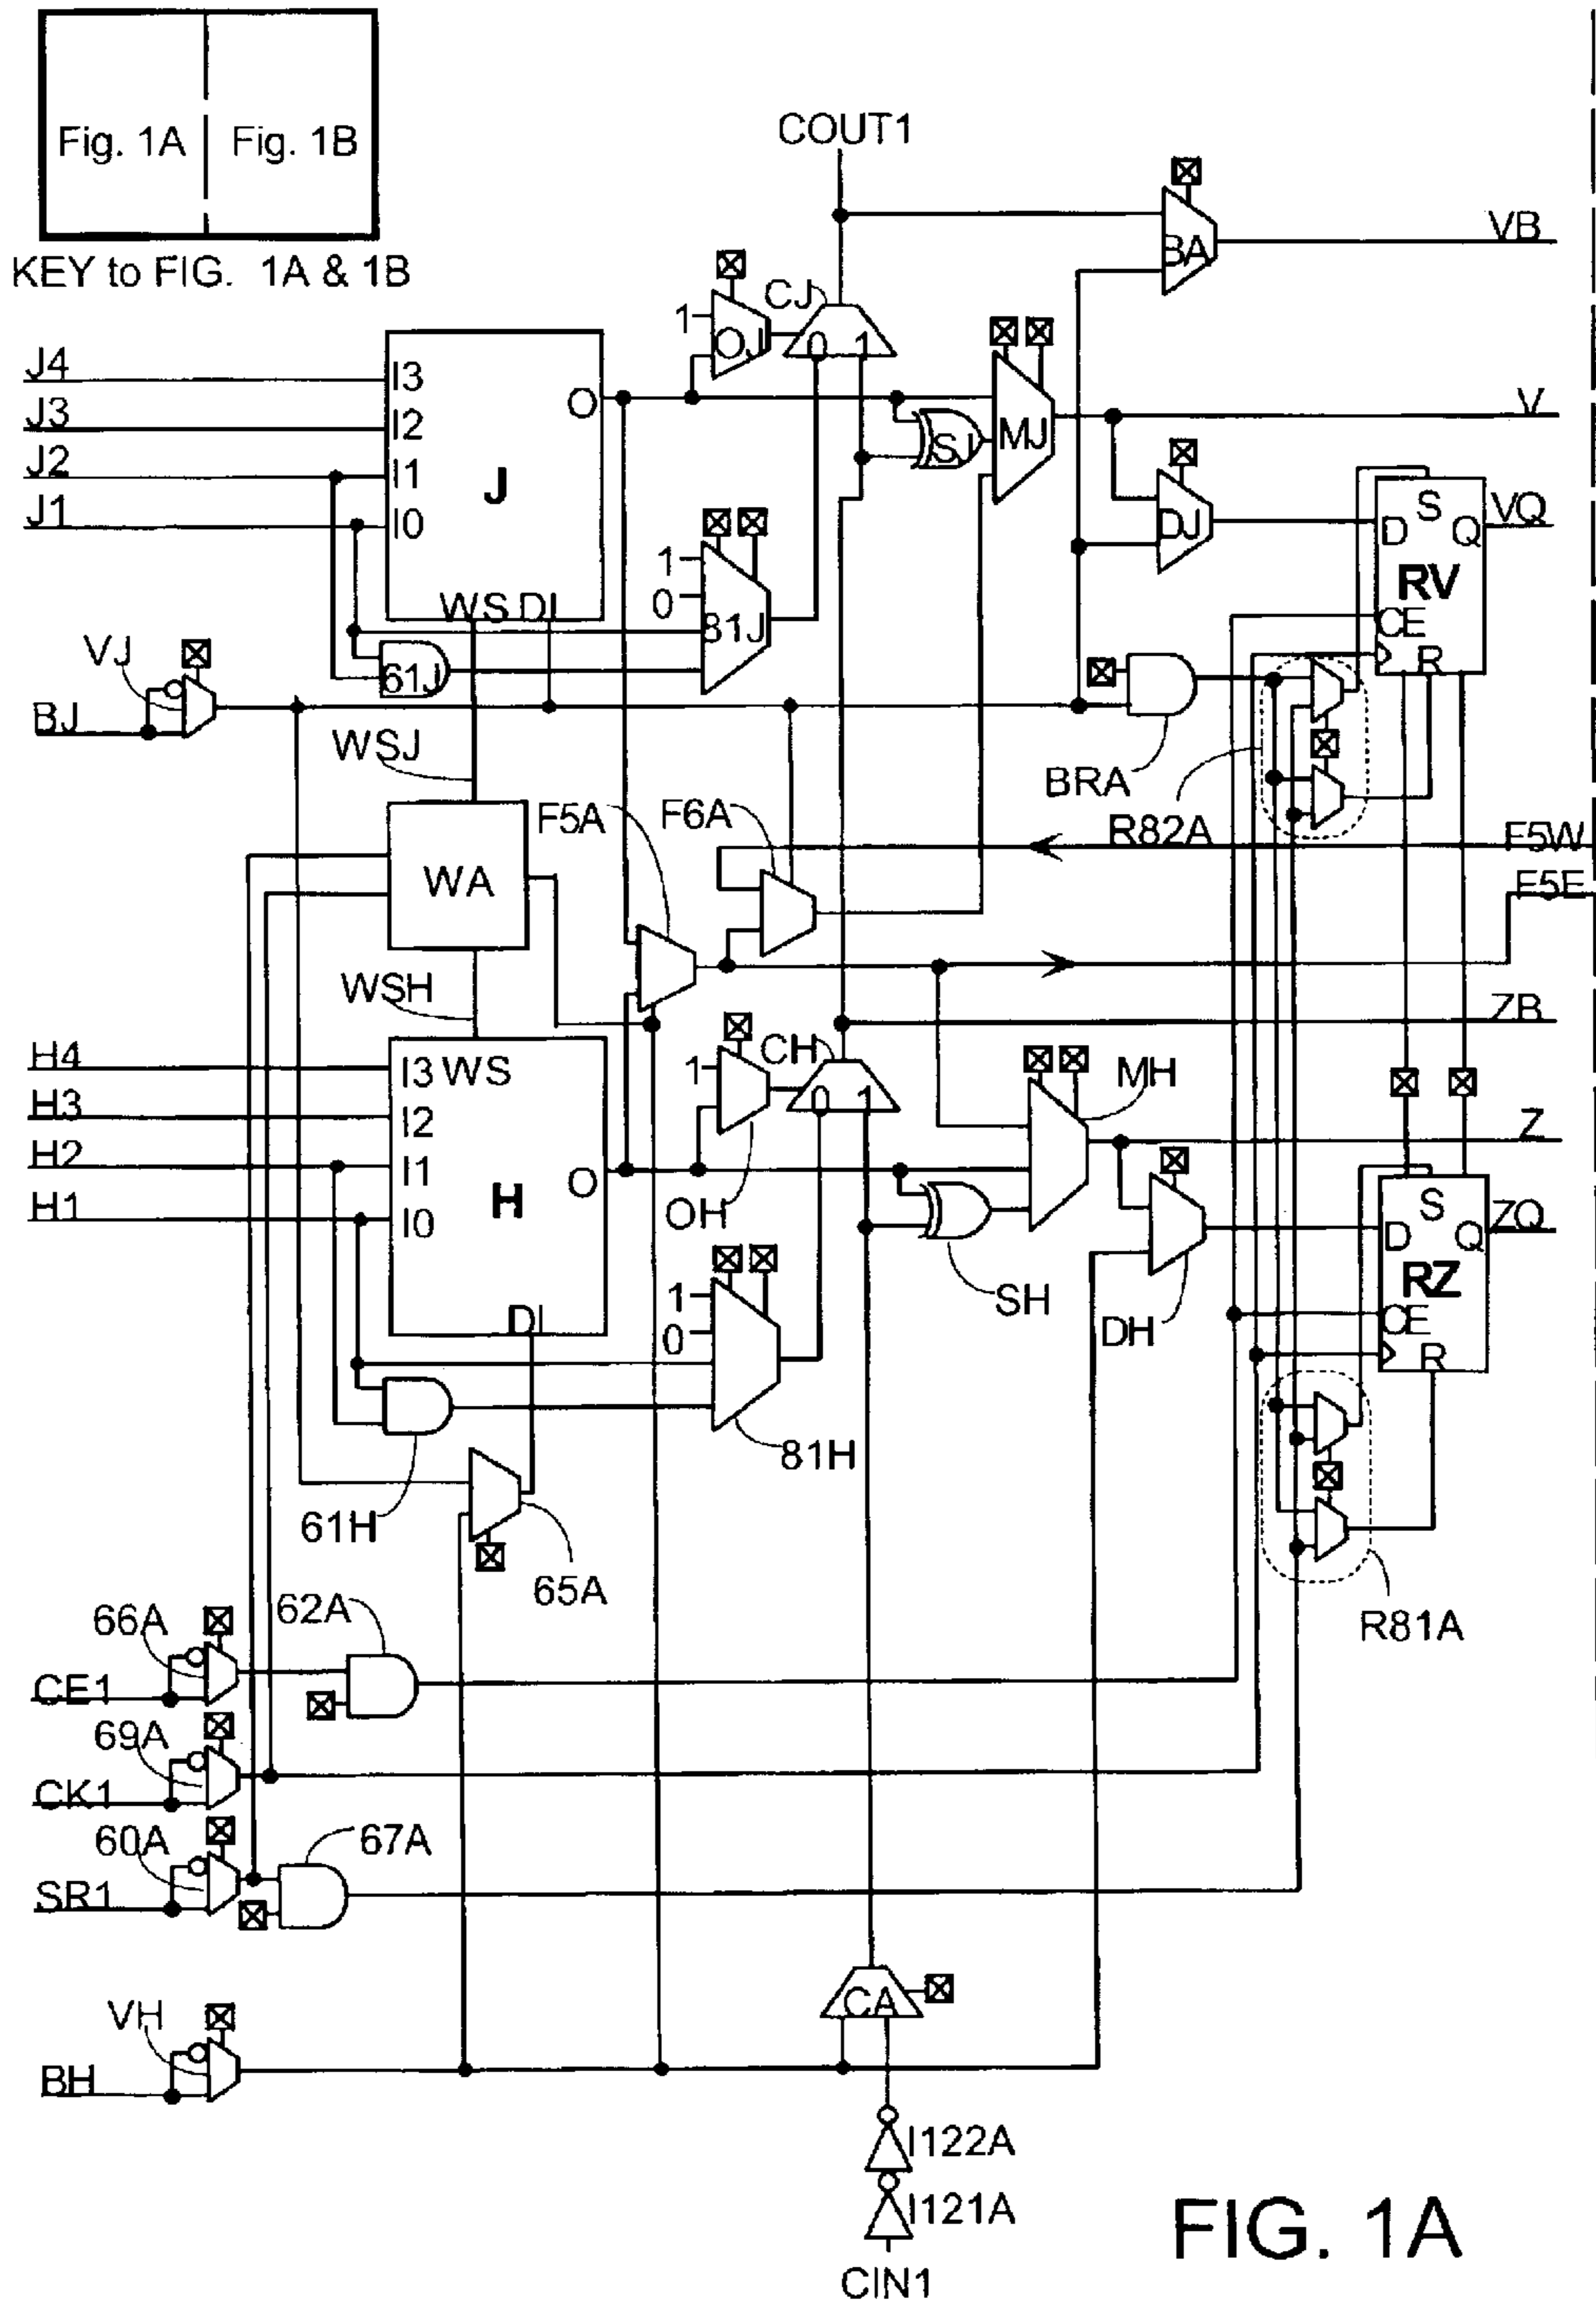 Fig. 1A Fig. 1B
KEY to FIG. 1A & 1B
COUT1
BA
VB
1
OJ
CJ
0 1
J4
J3
J2
J1
I3
I2
I1
I0
O
J
WS DI
SJ
MJ
V
DJ
D S Q
RV
CE
R
VQ
1
0
81J
61J
VJ
BJ
WSJ
BRA
R82A
F5A
F6A
WA
F5W
F5E
WSH
H4
H3
H2
H1
I3 WS
I2
I1
I0
O
H
DI
1
OH
CH
0 1
ZB
MH
Z
SH
DH
D S Q
RZ
CE
R
ZQ
1
0
81H
61H
65A
R81A
66A
62A
CE1
69A
CK1
60A
67A
SR1
VH
BH
CA
I122A
I121A
CIN1
FIG. 1A